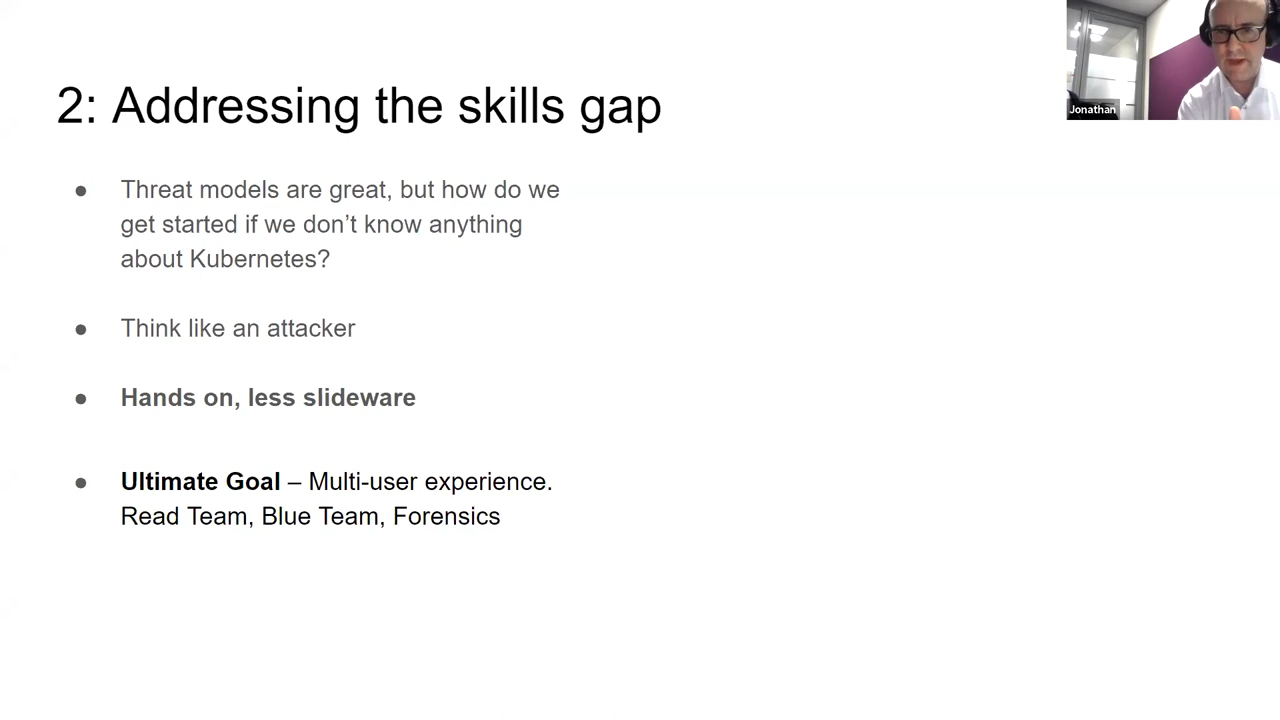 2: Addressing the skills gap
Jonathan
● Threat models are great, but how do we
get started if we don’t know anything
about Kubernetes?
● Think like an attacker
● Hands on, less slideware
● Ultimate Goal – Multi-user experience.
Read Team, Blue Team, Forensics